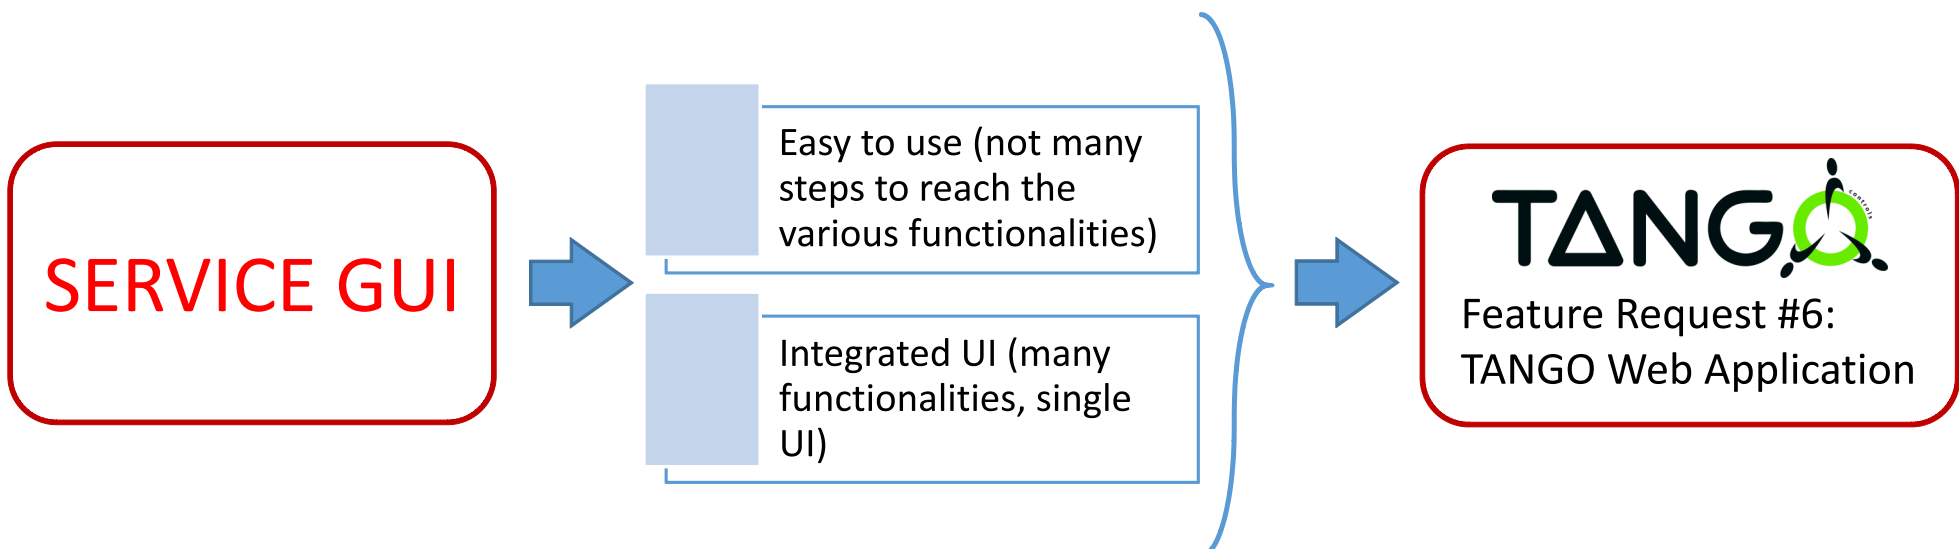 SERVICE GUI
Easy to use (not many
steps to reach the
various functionalities)
Integrated UI (many
functionalities, single
UI)
TANGO
controls
Feature Request #6:
TANGO Web Application